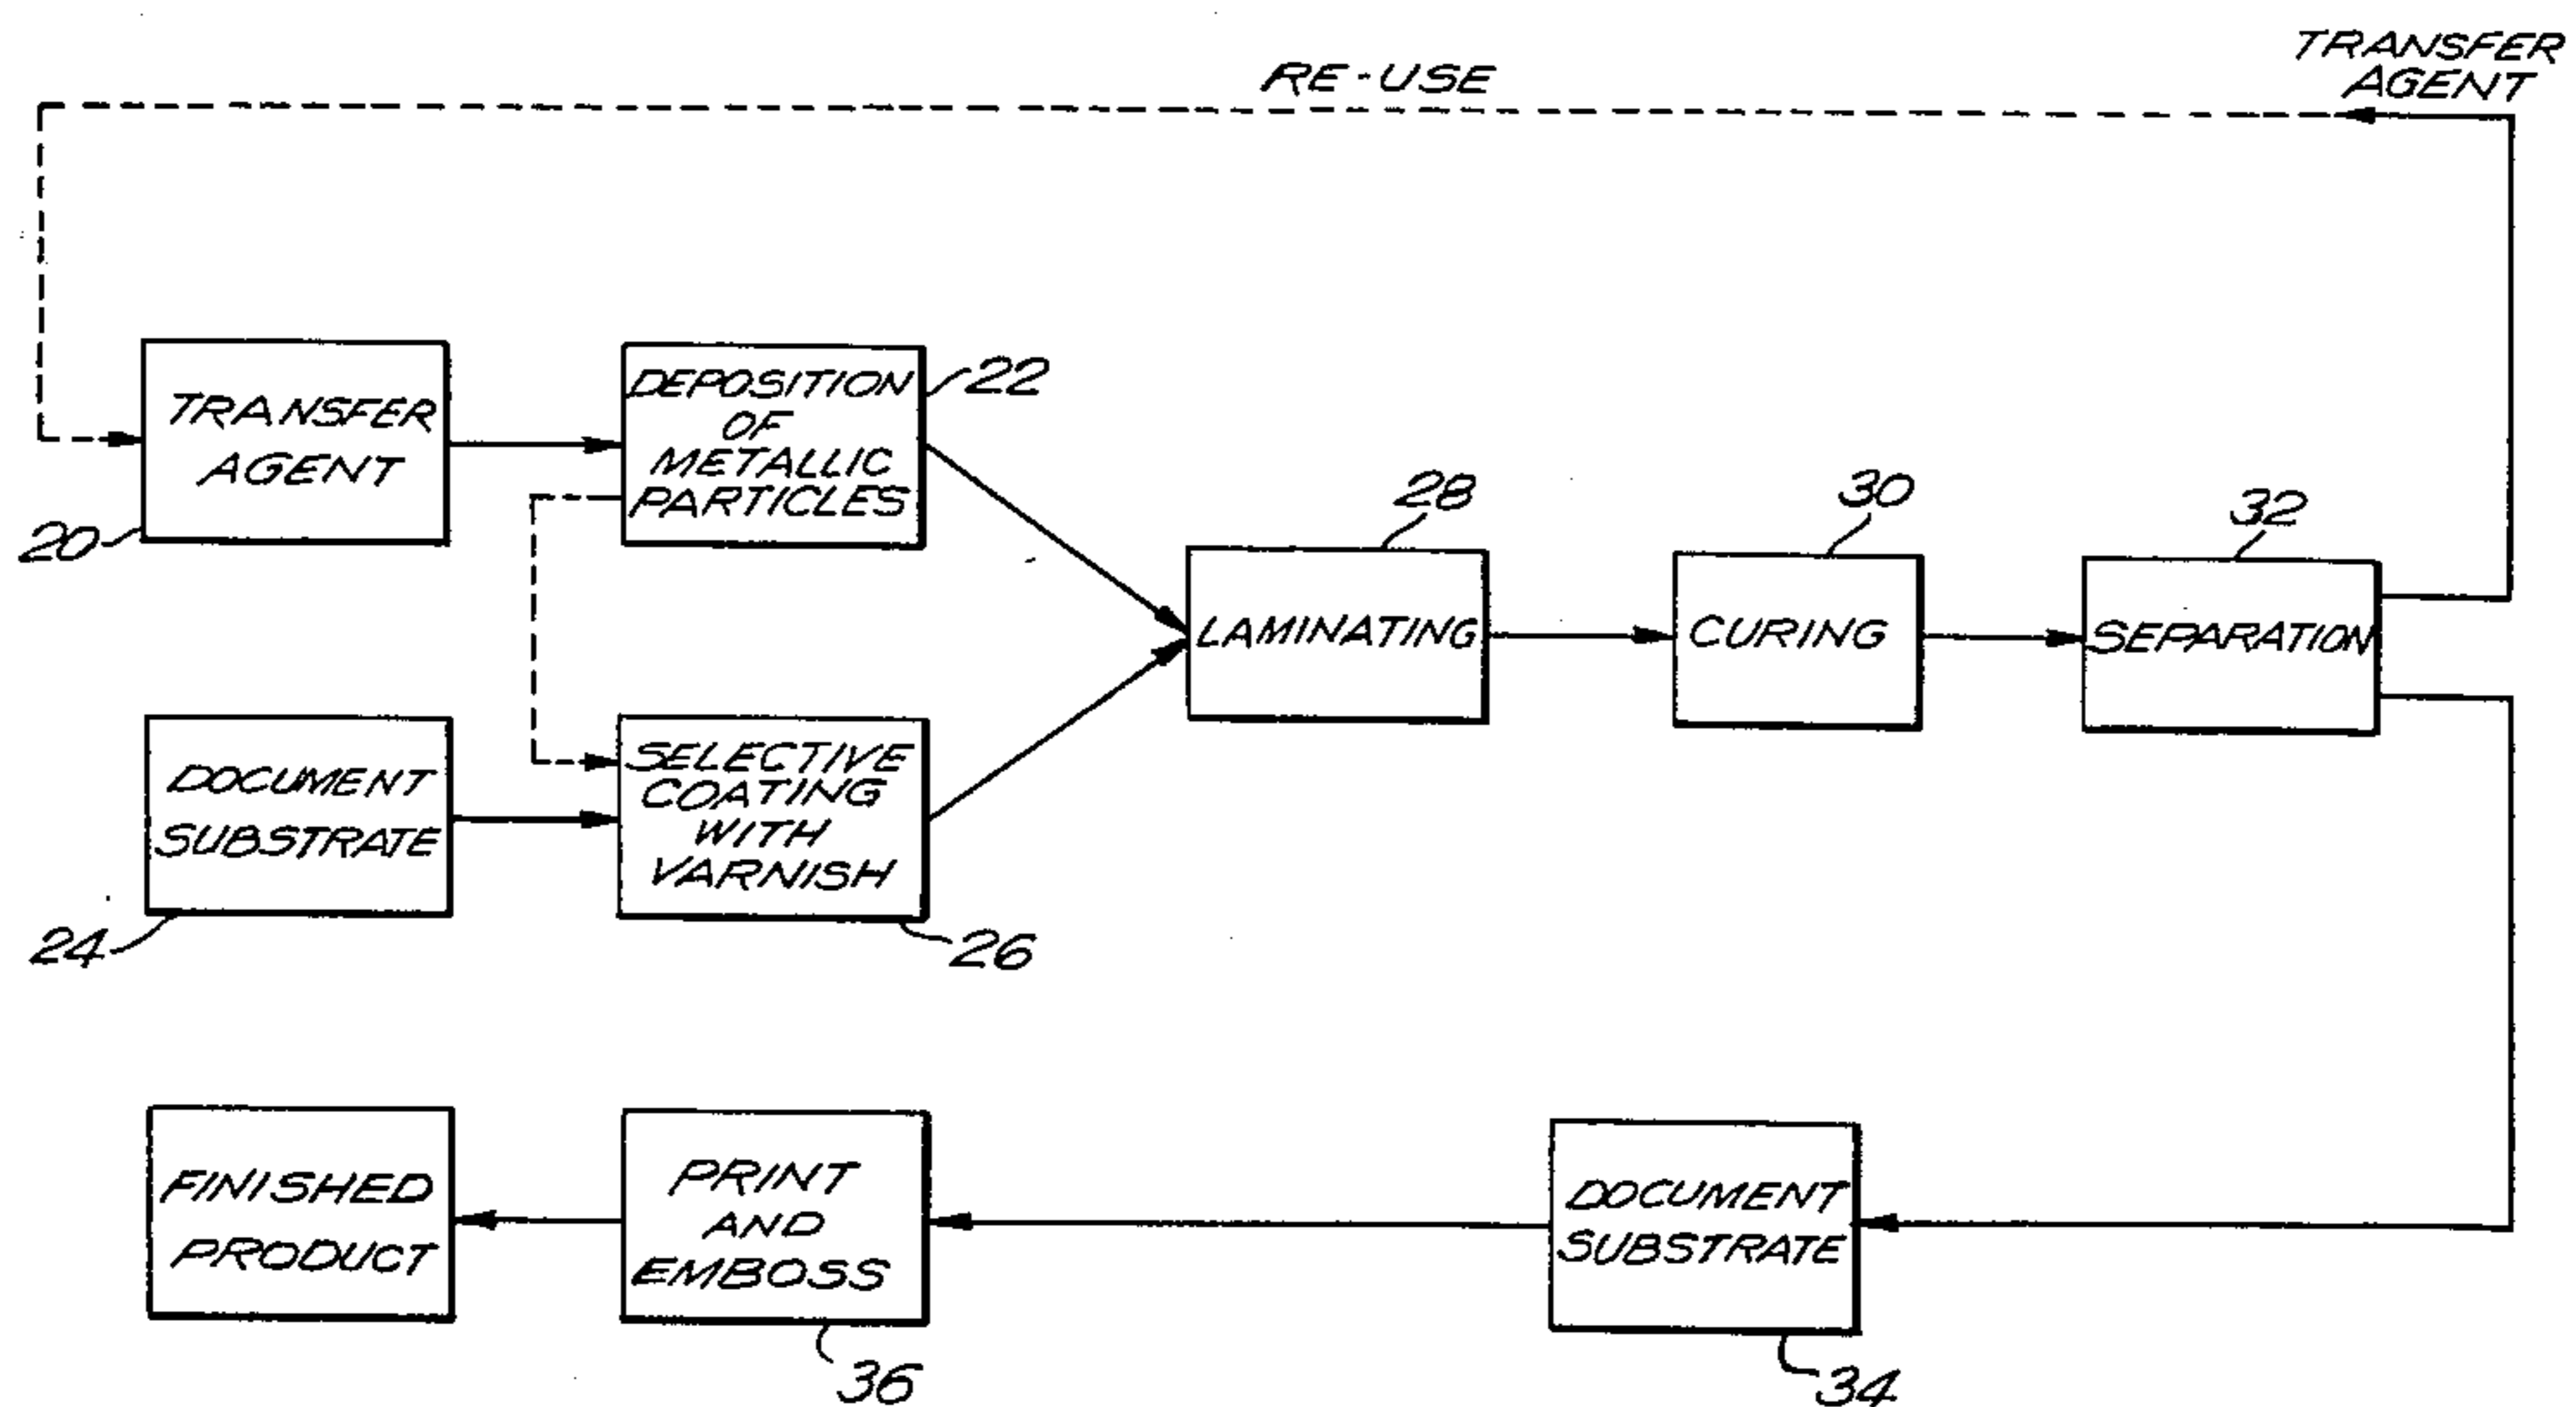 TRANSFER
AGENT
RE-USE
TRANSFER
AGENT
20
DEPOSITION
OF
METALLIC
PARTICLES
22
DOCUMENT
SUBSTRATE
24
SELECTIVE
COATING
WITH
VARNISH
26
LAMINATING
28
CURING
30
SEPARATION
32
FINISHED
PRODUCT
PRINT
AND
EMBOSS
36
DOCUMENT
SUBSTRATE
34